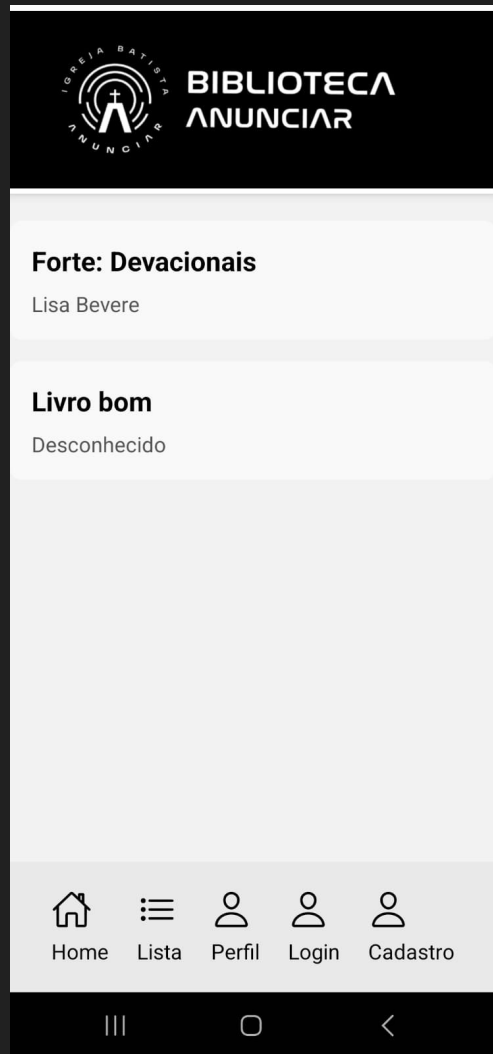 IGREJA BATISTA
ANUNCIAR
BIBLIOTECA
ANUNCIAR
Forte: Devacionais
Lisa Bevere
Livro bom
Desconhecido
Home Lista Perfil Login Cadastro